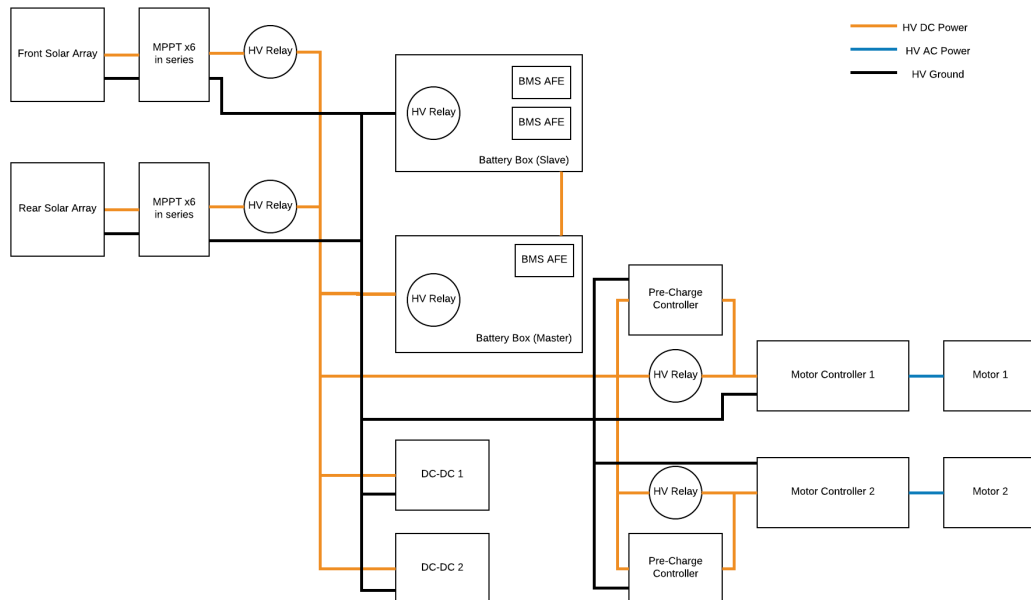 Front Solar Array
MPPT x6
in series
HV Relay
HV DC Power
HV AC Power
HV Ground
BMS AFE
HV Relay
BMS AFE
Battery Box (Slave)
Rear Solar Array
MPPT x6
in series
HV Relay
BMS AFE
HV Relay
Battery Box (Master)
Pre-Charge
Controller
HV Relay
Motor Controller 1
Motor 1
DC-DC 1
HV Relay
Motor Controller 2
Motor 2
DC-DC 2
Pre-Charge
Controller